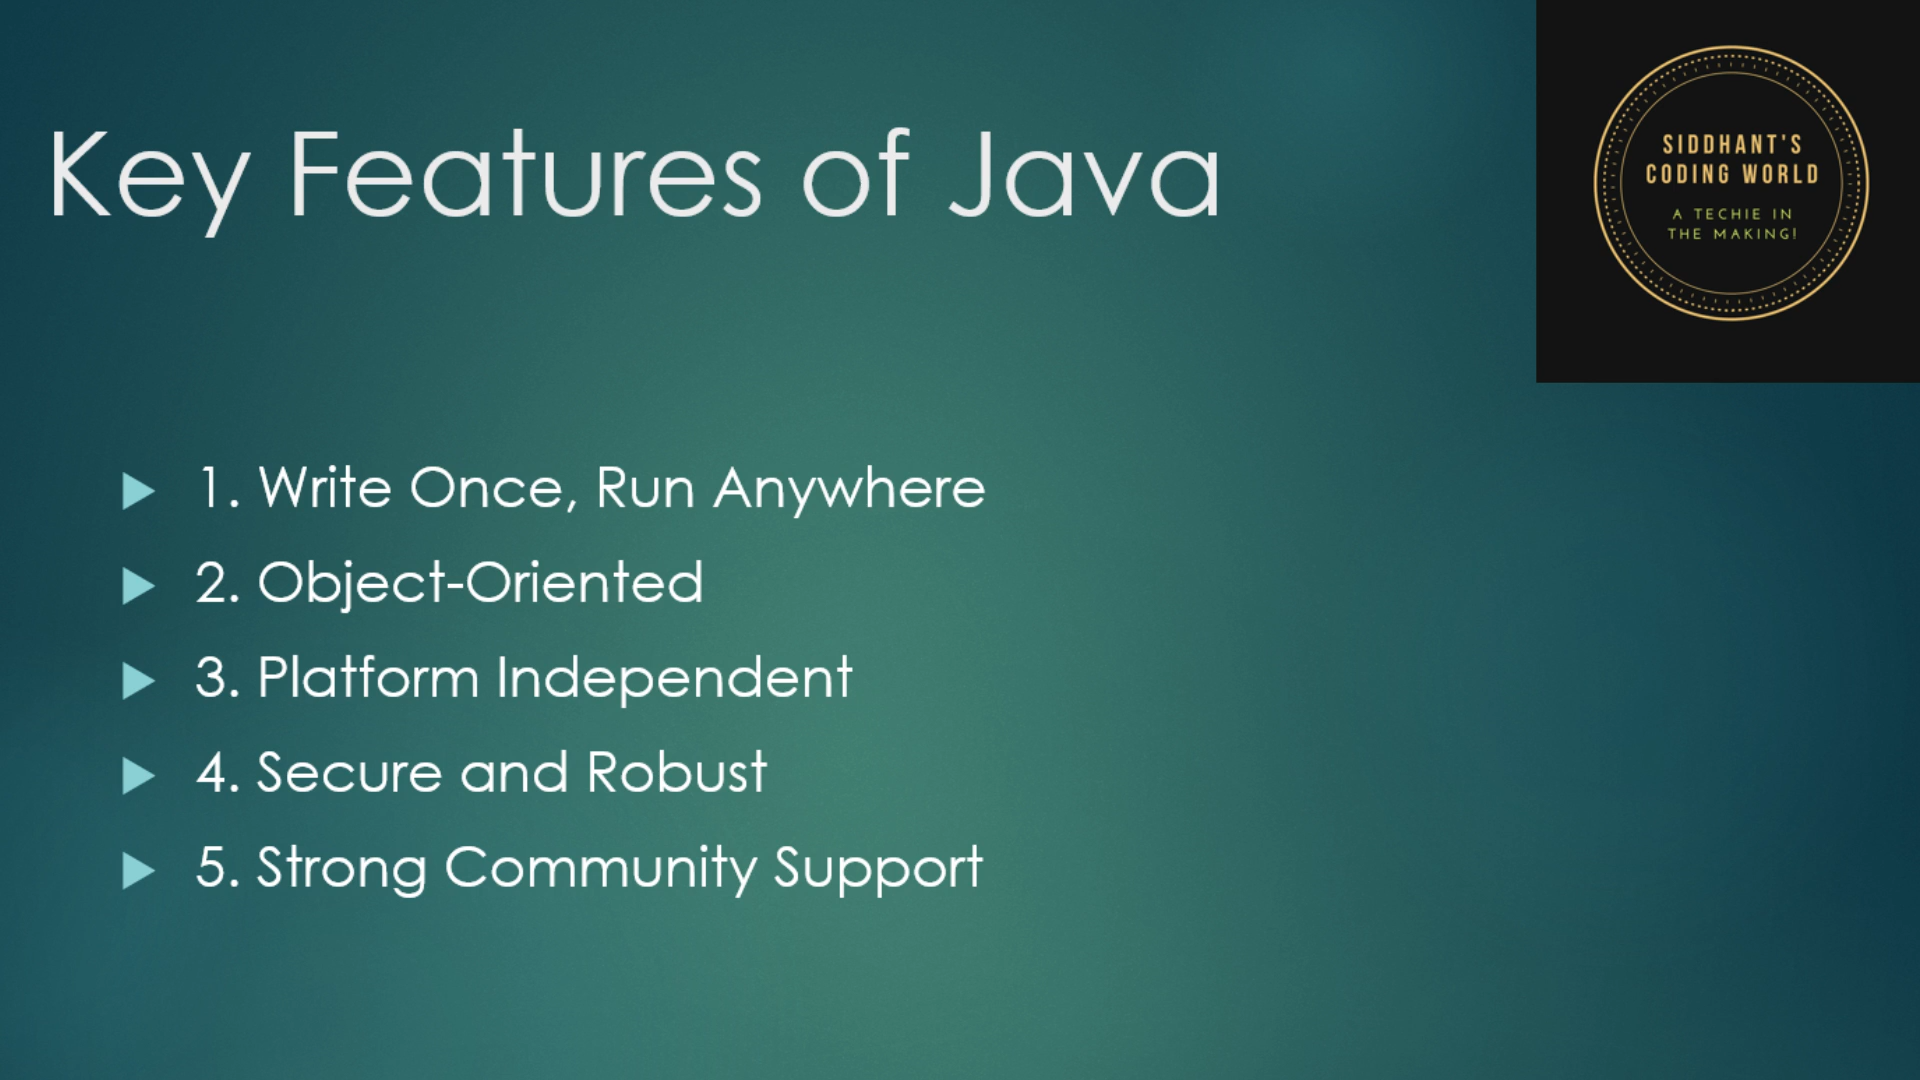 Key Features of Java
SIDDHANT'S
CODING WORLD
A TECHIE IN
THE MAKING!
1. Write Once, Run Anywhere
2. Object-Oriented
3. Platform Independent
4. Secure and Robust
5. Strong Community Support